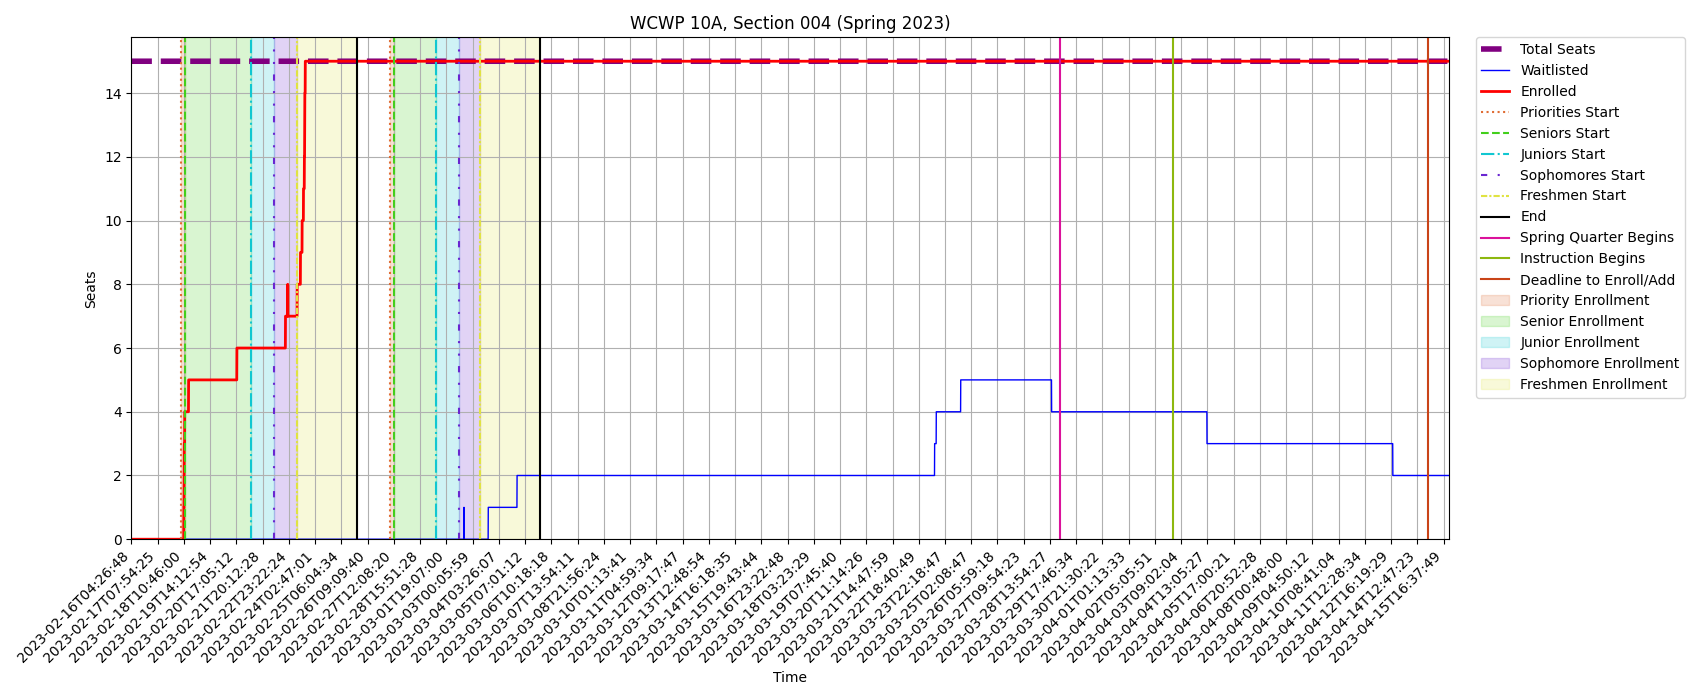 WCWP 10A, Section 004 (Spring 2023)
Seats
14
12
10
8
6
4
2
0
2023-02-16T04:26:48
2023-02-17T07:54:25
2023-02-18T10:46:00
2023-02-19T14:12:54
2023-02-20T17:05:12
2023-02-21T20:12:28
2023-02-22T23:22:24
2023-02-24T02:47:01
2023-02-25T06:04:34
2023-02-26T09:09:40
2023-02-27T12:08:20
2023-02-28T15:51:28
2023-03-01T19:07:00
2023-03-03T00:05:59
2023-03-04T03:26:07
2023-03-05T07:01:12
2023-03-06T10:18:18
2023-03-07T13:54:11
2023-03-08T21:56:24
2023-03-10T01:13:41
2023-03-11T04:59:34
2023-03-12T09:17:47
2023-03-13T12:48:54
2023-03-14T16:18:35
2023-03-15T19:43:44
2023-03-16T23:22:48
2023-03-18T03:23:29
2023-03-19T07:45:40
2023-03-20T11:14:26
2023-03-21T14:47:59
2023-03-22T18:40:49
2023-03-23T22:18:47
2023-03-25T02:08:47
2023-03-26T05:59:18
2023-03-27T09:54:23
2023-03-28T13:54:27
2023-03-29T17:46:34
2023-03-30T21:30:22
2023-04-01T01:13:33
2023-04-02T05:05:51
2023-04-03T09:02:04
2023-04-04T13:05:27
2023-04-05T17:00:21
2023-04-06T20:52:28
2023-04-08T00:48:00
2023-04-09T04:50:12
2023-04-10T08:41:04
2023-04-11T12:28:34
2023-04-12T16:19:29
2023-04-14T12:47:23
2023-04-15T16:37:49
Time
Total Seats
Waitlisted
Enrolled
Priorities Start
Seniors Start
Juniors Start
Sophomores Start
Freshmen Start
End
Spring Quarter Begins
Instruction Begins
Deadline to Enroll/Add
Priority Enrollment
Senior Enrollment
Junior Enrollment
Sophomore Enrollment
Freshmen Enrollment